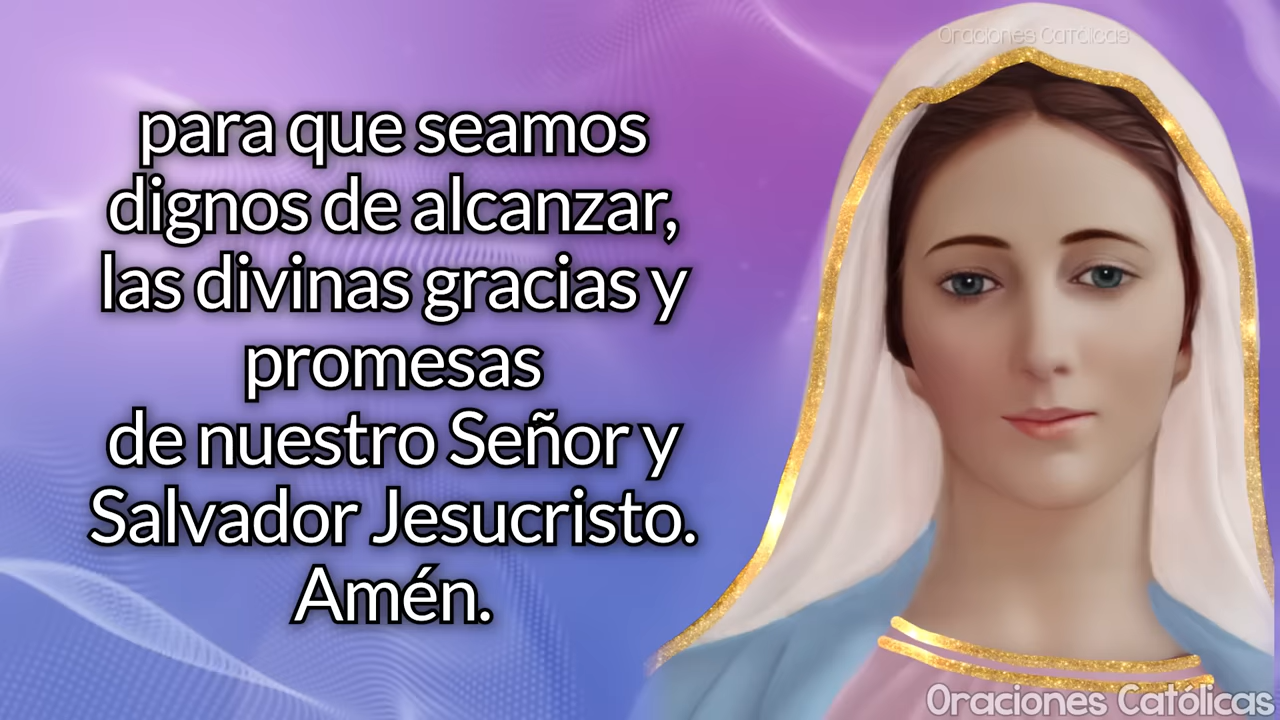 Oraciones Católicas
para que seamos
dignos de alcanzar,
las divinas gracias y
promesas
de nuestro Señor y
Salvador Jesucristo.
Amén.
Oraciones Católicas